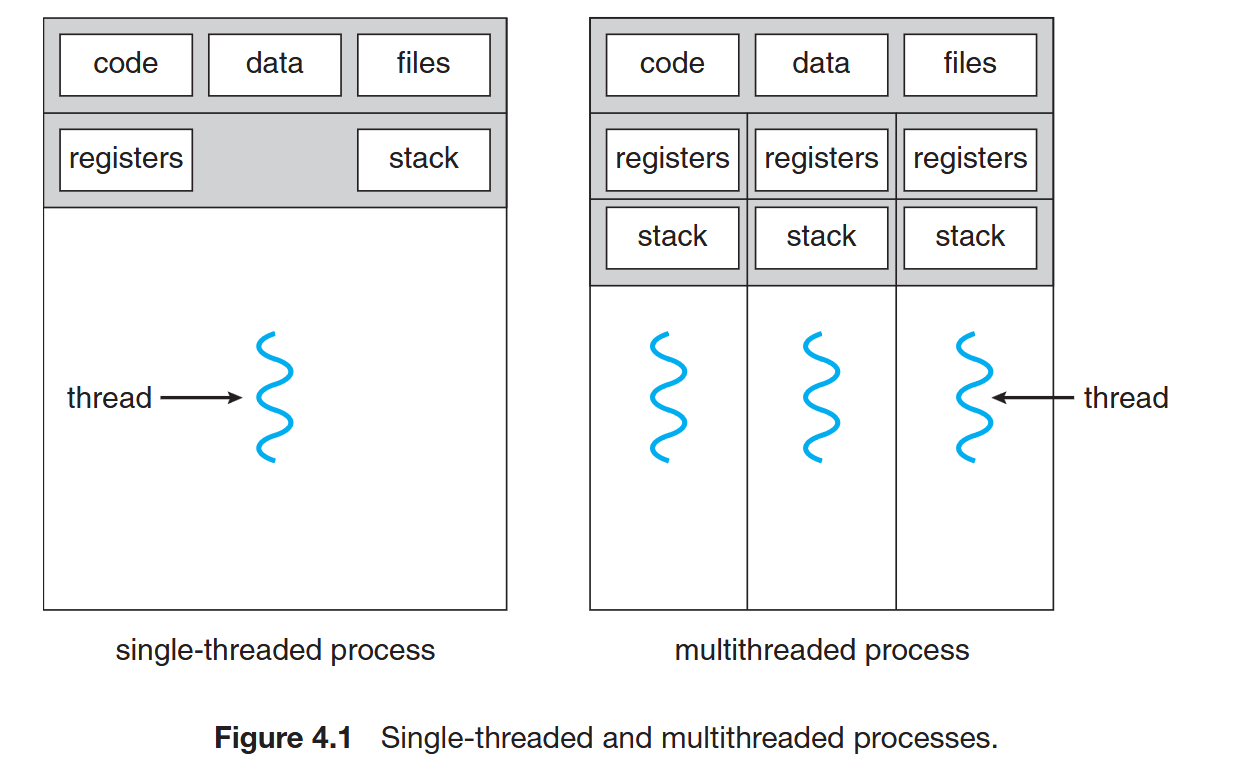 code data files code data files
registers stack registers registers registers
stack stack stack
thread thread
single-threaded process multithreaded process
Figure 4.1 Single-threaded and multithreaded processes.